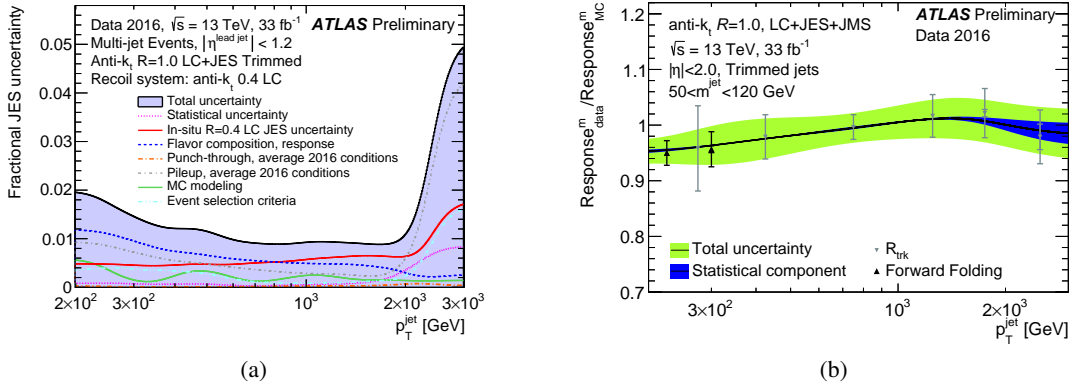 Data 2016, √s = 13 TeV, 33 fb⁻¹
ATLAS Preliminary
Multi-jet Events, |η^lead jet| < 1.2
Anti-k_t R=1.0 LC+JES Trimmed
Recoil system: anti-k_t 0.4 LC
Total uncertainty
Statistical uncertainty
In-situ R=0.4 LC JES uncertainty
Flavor composition, response
Punch-through, average 2016 conditions
Pileup, average 2016 conditions
MC modeling
Event selection criteria
Fractional JES uncertainty
0.05
0.04
0.03
0.02
0.01
0
2×10²
3×10²
10³
2×10³
3×10³
p_T^jet [GeV]
(a)
anti-k_t R=1.0, LC+JES+JMS
ATLAS Preliminary
√s = 13 TeV, 33 fb⁻¹
Data 2016
|η|<2.0, Trimmed jets
50<m^jet<120 GeV
Total uncertainty
R_trk
Statistical component
Forward Folding
Response^m_data/Response^m_MC
1.2
1.1
1
0.9
0.8
0.7
3×10²
10³
2×10³
p_T^jet [GeV]
(b)